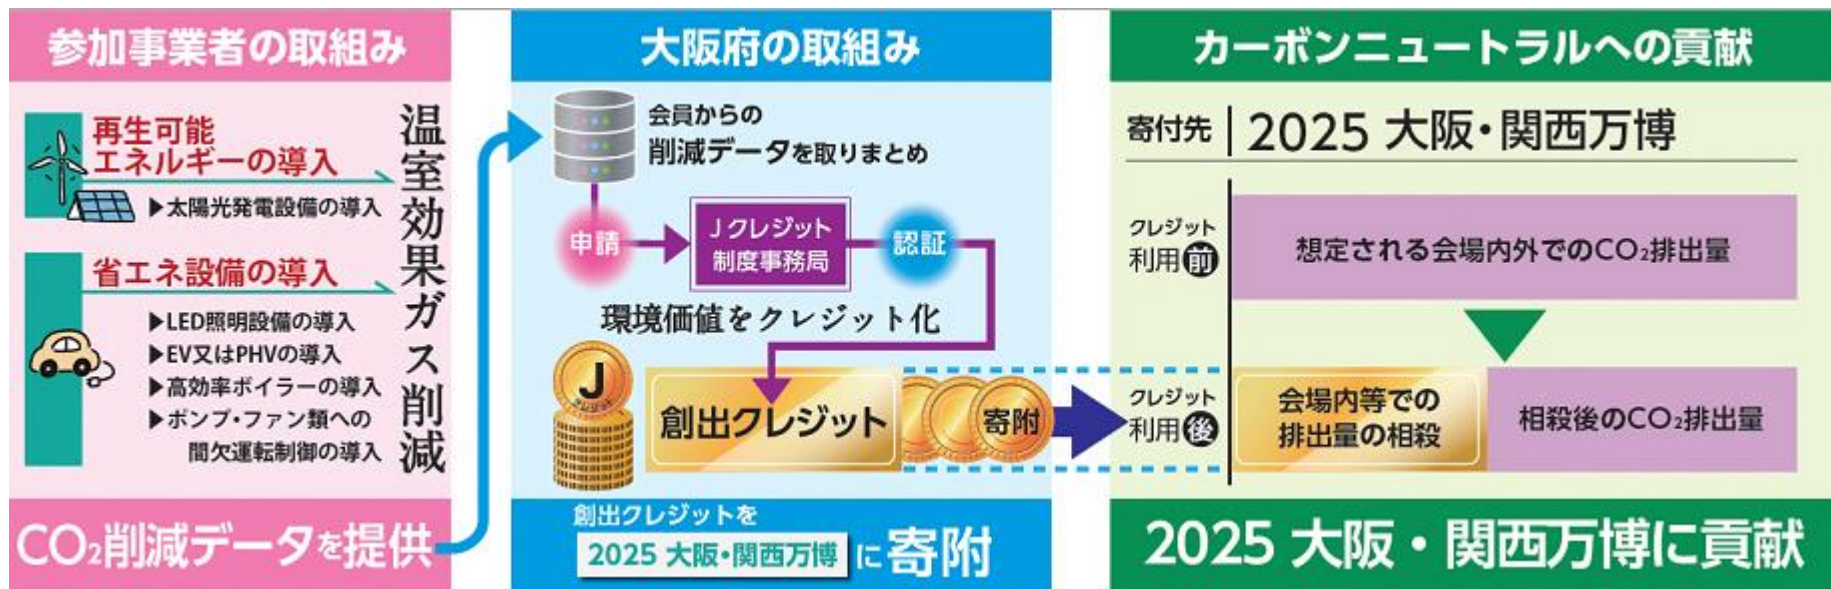 参加事業者の取組み
再生可能
エネルギーの導入
▶太陽光発電設備の導入
省エネ設備の導入
▶LED照明設備の導入
▶EV又はPHVの導入
▶高効率ボイラーの導入
▶ポンプ・ファン類への
間欠運転制御の導入
温室効果ガス削減
CO₂削減データを提供
大阪府の取組み
会員からの
削減データを取りまとめ
申請
Jクレジット
制度事務局
認証
環境価値をクレジット化
J
クレジット
創出クレジット
寄附
創出クレジットを
2025 大阪・関西万博に寄附
カーボンニュートラルへの貢献
寄付先
2025 大阪・関西万博
クレジット
利用前
想定される会場内外でのCO₂排出量
クレジット
利用後
会場内等での
排出量の相殺
相殺後のCO₂排出量
2025 大阪・関西万博に貢献